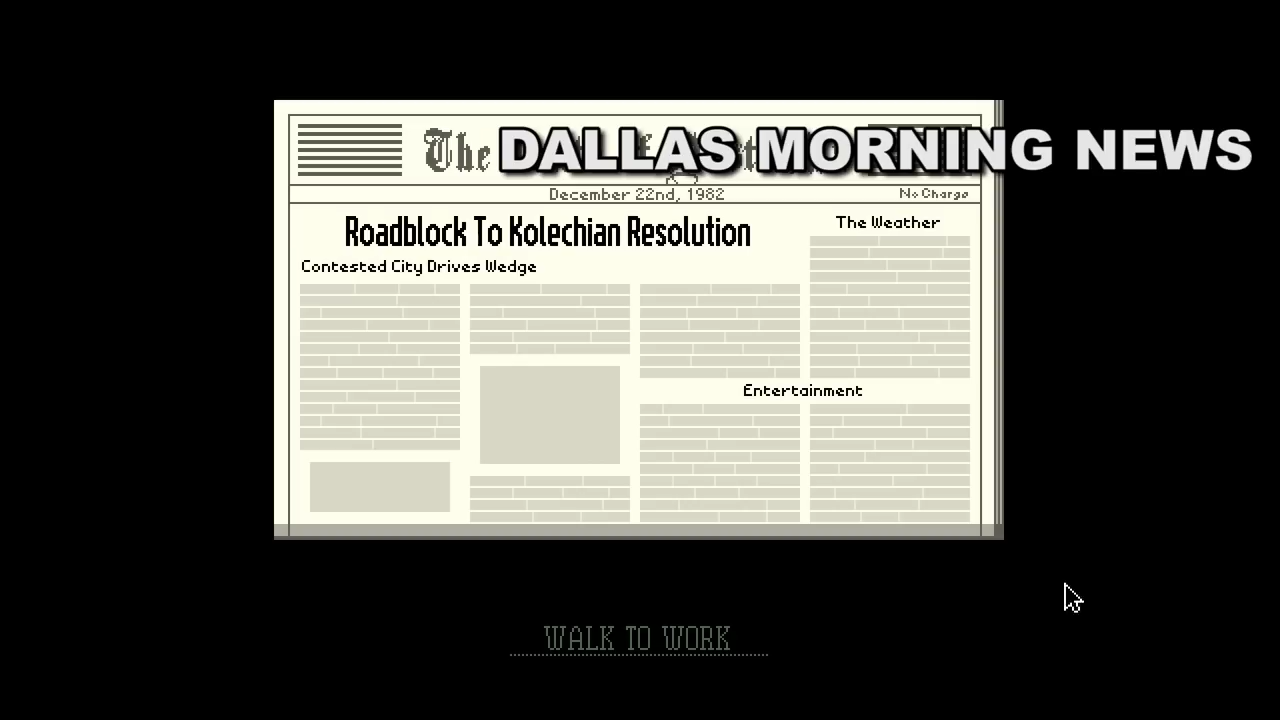 The DALLAS MORNING NEWS
December 22nd, 1982
No Charge
Roadblock To Kolechian Resolution
Contested City Drives Wedge
The Weather
Entertainment
WALK TO WORK